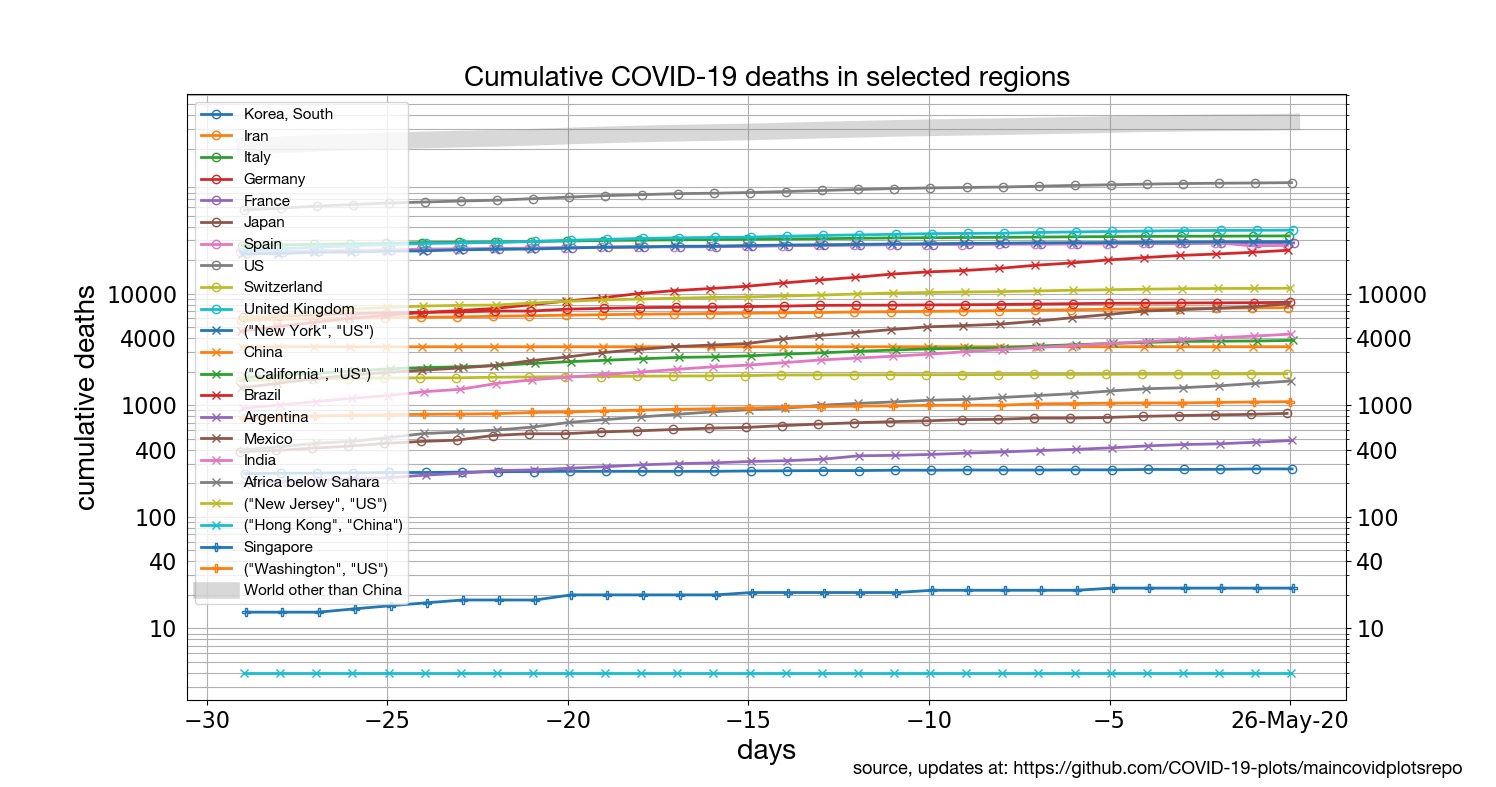 Cumulative COVID-19 deaths in selected regions
Korea, South
Iran
Italy
Germany
France
Japan
Spain
US
Switzerland
United Kingdom
("New York", "US")
China
("California", "US")
Brazil
Argentina
Mexico
India
Africa below Sahara
("New Jersey", "US")
("Hong Kong", "China")
Singapore
("Washington", "US")
World other than China
cumulative deaths
10000
4000
1000
400
100
40
10
10000
4000
1000
400
100
40
10
−30 −25 −20 −15 −10 −5 26-May-20
days
source, updates at: https://github.com/COVID-19-plots/maincovidplotsrepo